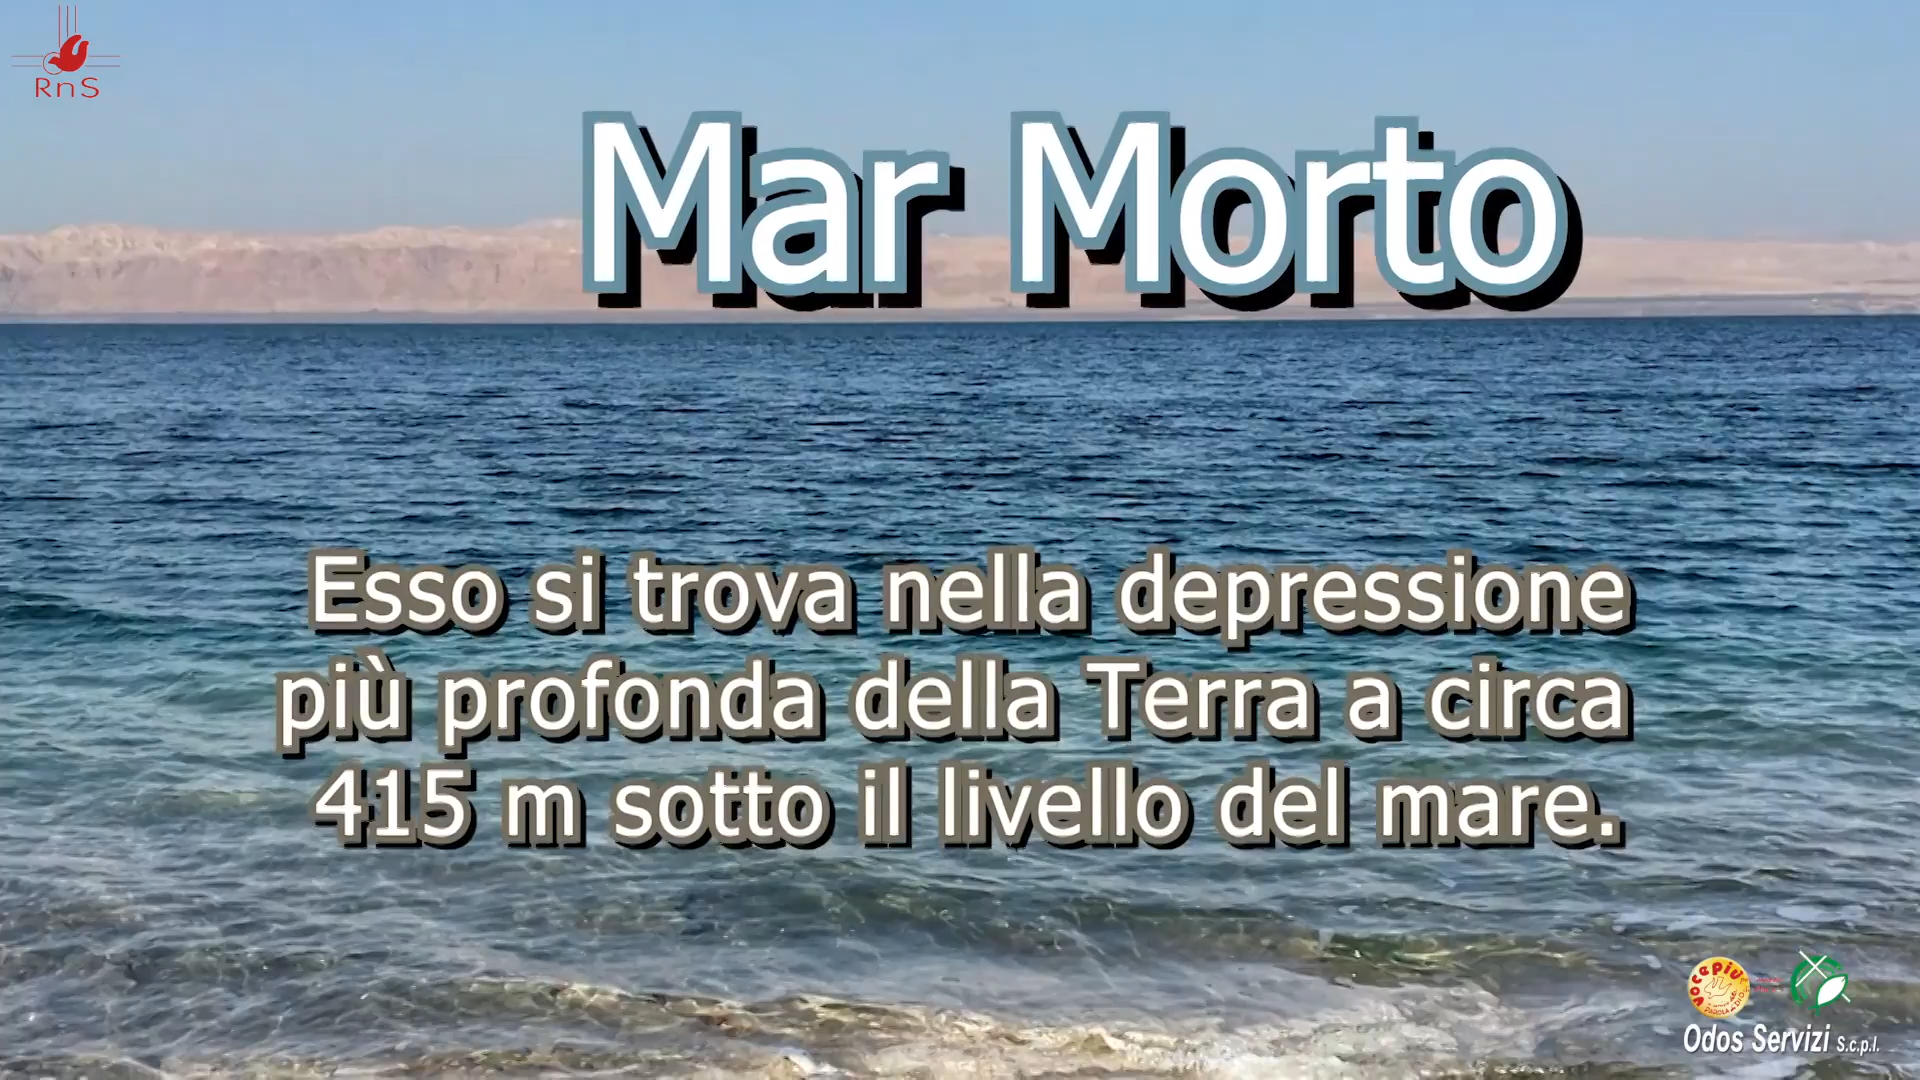 RnS
Mar Morto
Esso si trova nella depressione
più profonda della Terra a circa
415 m sotto il livello del mare.
vocepiù
Odos Servizi S.c.p.l.